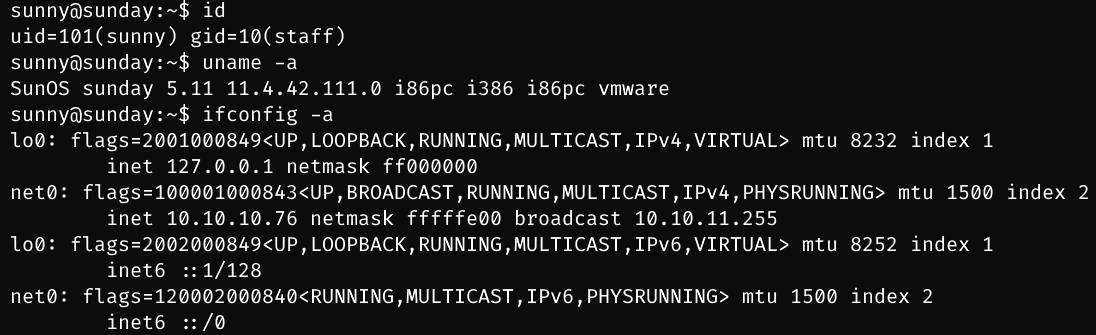 sunny@sunday:~$ id
uid=101(sunny) gid=10(staff)
sunny@sunday:~$ uname -a
SunOS sunday 5.11 11.4.42.111.0 i86pc i386 i86pc vmware
sunny@sunday:~$ ifconfig -a
lo0: flags=2001000849<UP,LOOPBACK,RUNNING,MULTICAST,IPv4,VIRTUAL> mtu 8232 index 1
        inet 127.0.0.1 netmask ff000000
net0: flags=100001000843<UP,BROADCAST,RUNNING,MULTICAST,IPv4,PHYSRUNNING> mtu 1500 index 2
        inet 10.10.10.76 netmask fffffe00 broadcast 10.10.11.255
lo0: flags=2002000849<UP,LOOPBACK,RUNNING,MULTICAST,IPv6,VIRTUAL> mtu 8252 index 1
        inet6 ::1/128
net0: flags=120002000840<RUNNING,MULTICAST,IPv6,PHYSRUNNING> mtu 1500 index 2
        inet6 ::/0